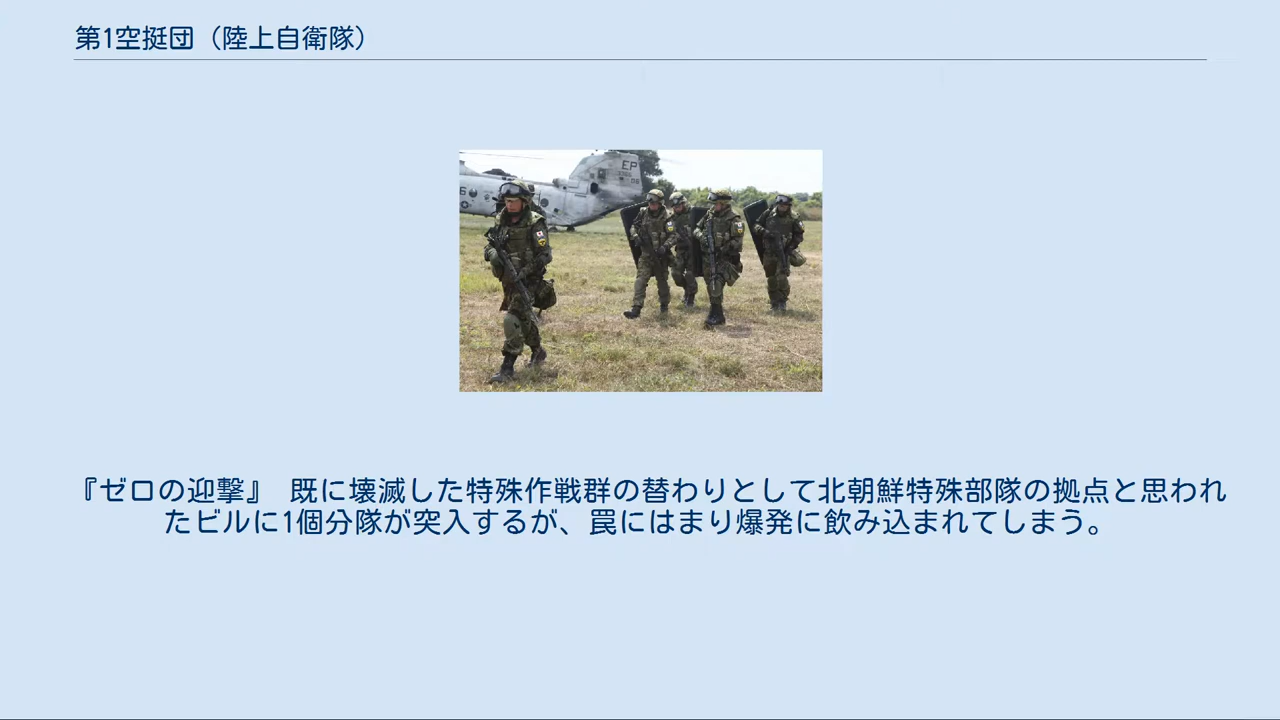 第1空挺団（陸上自衛隊）
EP
『ゼロの迎撃』 既に壊滅した特殊作戦群の替わりとして北朝鮮特殊部隊の拠点と思われ
たビルに1個分隊が突入するが、罠にはまり爆発に飲み込まれてしまう。